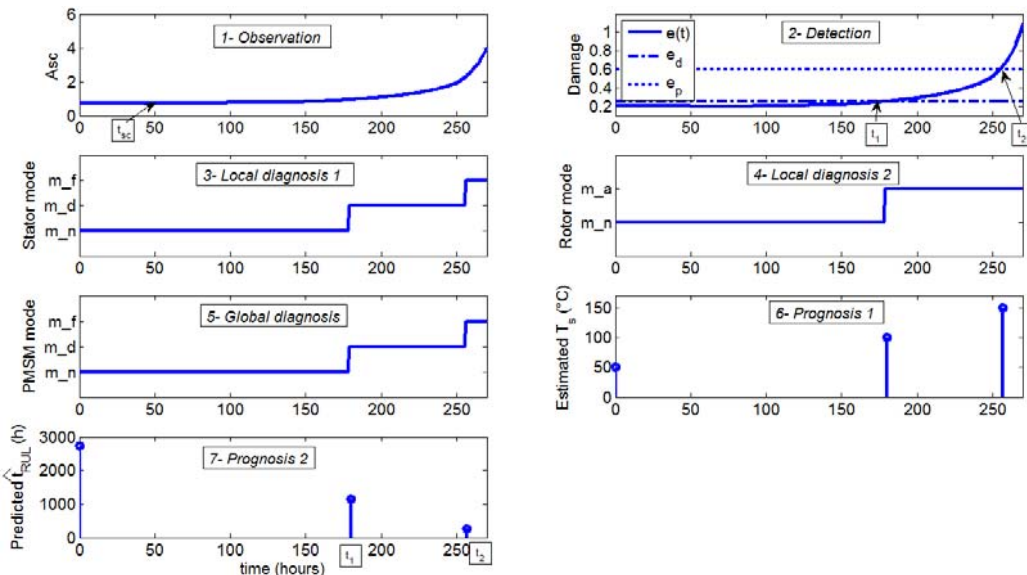 1- Observation
Asc
6
4
2
0
0 50 100 150 200 250
t_sc
2- Detection
Damage
1
0.8
0.6
0.4
0.2
0 50 100 150 200 250
e(t)
e_d
e_p
t_1
t_2
3- Local diagnosis 1
Stator mode
m_f
m_d
m_n
0 50 100 150 200 250
4- Local diagnosis 2
Rotor mode
m_a
m_n
0 50 100 150 200 250
5- Global diagnosis
PMSM mode
m_f
m_d
m_n
0 50 100 150 200 250
6- Prognosis 1
Estimated T_s (°C)
150
100
50
0
0 50 100 150 200 250
7- Prognosis 2
Predicted t̂_RUL (h)
3000
2000
1000
0
0 50 100 150 200 250
t_1
t_2
time (hours)